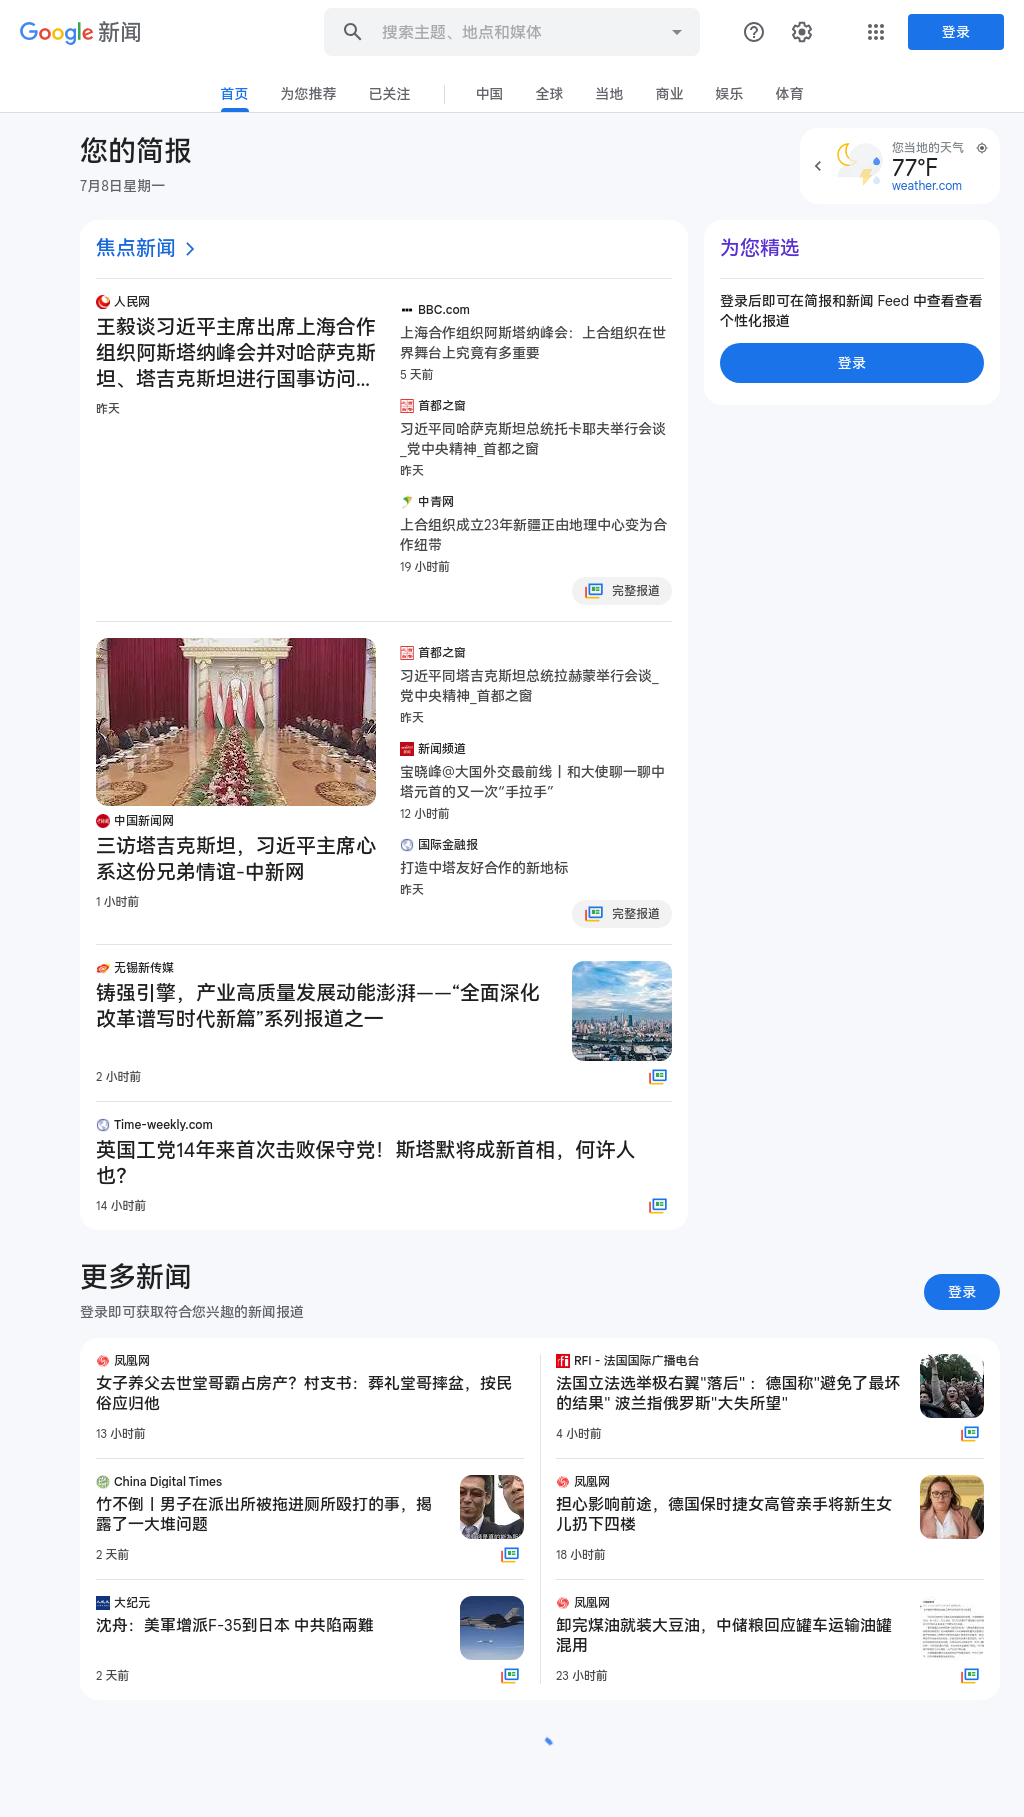 Google 新闻
搜索主题、地点和媒体
登录
首页
为您推荐
已关注
中国
全球
当地
商业
娱乐
体育
您的简报
7月8日星期一
您当地的天气
77°F
weather.com
焦点新闻
人民网
王毅谈习近平主席出席上海合作
组织阿斯塔纳峰会并对哈萨克斯
坦、塔吉克斯坦进行国事访问...
昨天
BBC.com
上海合作组织阿斯塔纳峰会：上合组织在世
界舞台上究竟有多重要
5 天前
首都之窗
习近平同哈萨克斯坦总统托卡耶夫举行会谈
_党中央精神_首都之窗
昨天
中青网
上合组织成立23年新疆正由地理中心变为合
作纽带
19 小时前
完整报道
中国新闻网
三访塔吉克斯坦，习近平主席心
系这份兄弟情谊-中新网
1 小时前
首都之窗
习近平同塔吉克斯坦总统拉赫蒙举行会谈_
党中央精神_首都之窗
昨天
新闻频道
宝晓峰@大国外交最前线丨和大使聊一聊中
塔元首的又一次“手拉手”
12 小时前
国际金融报
打造中塔友好合作的新地标
昨天
完整报道
无锡新传媒
铸强引擎，产业高质量发展动能澎湃——“全面深化
改革谱写时代新篇”系列报道之一
2 小时前
Time-weekly.com
英国工党14年来首次击败保守党！斯塔默将成新首相，何许人
也？
14 小时前
为您精选
登录后即可在简报和新闻 Feed 中查看查看
个性化报道
登录
更多新闻
登录即可获取符合您兴趣的新闻报道
登录
凤凰网
女子养父去世堂哥霸占房产？村支书：葬礼堂哥摔盆，按民
俗应归他
13 小时前
China Digital Times
竹不倒丨男子在派出所被拖进厕所殴打的事，揭
露了一大堆问题
2 天前
大纪元
沈舟：美軍增派F-35到日本 中共陷兩難
2 天前
RFI - 法国国际广播电台
法国立法选举极右翼"落后"：德国称"避免了最坏
的结果" 波兰指俄罗斯"大失所望"
4 小时前
凤凰网
担心影响前途，德国保时捷女高管亲手将新生女
儿扔下四楼
18 小时前
凤凰网
卸完煤油就装大豆油，中储粮回应罐车运输油罐
混用
23 小时前